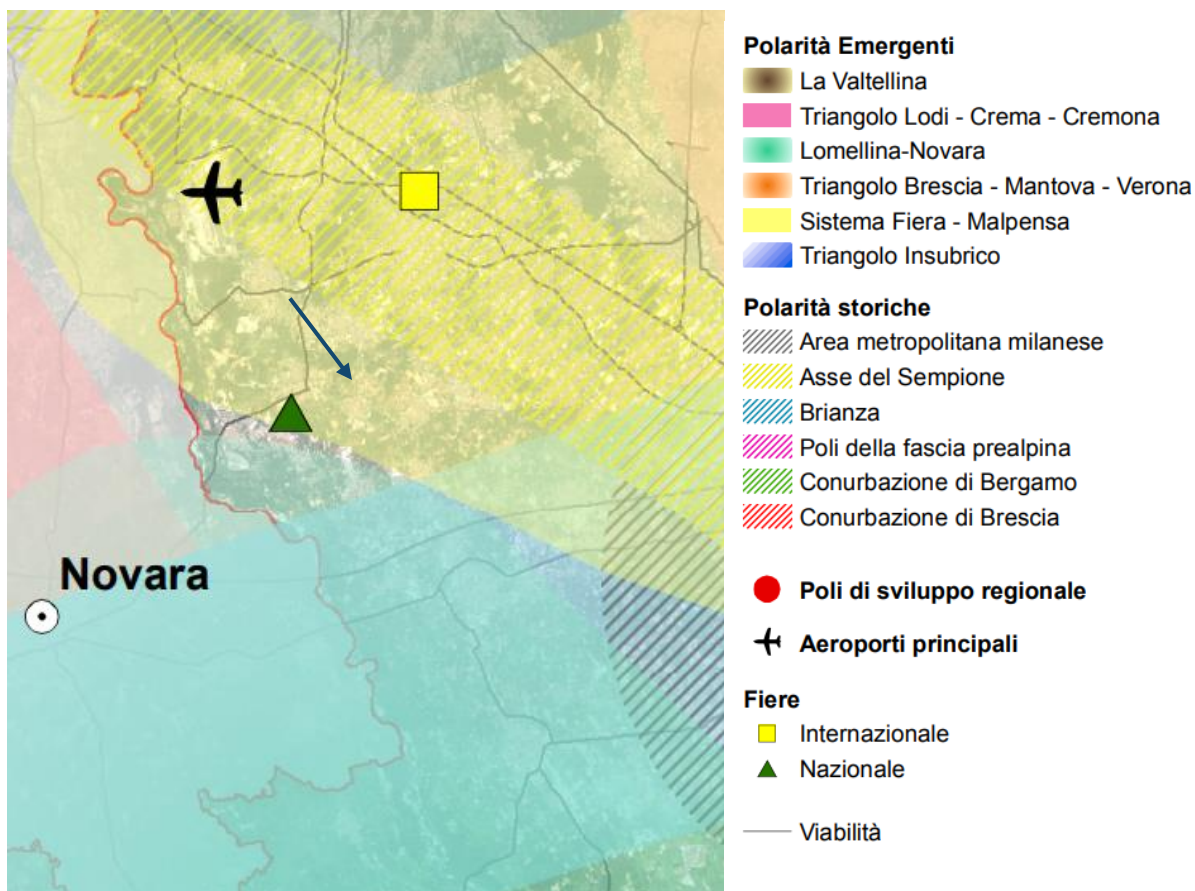 Novara
Polarità Emergenti
La Valtellina
Triangolo Lodi - Crema - Cremona
Lomellina-Novara
Triangolo Brescia - Mantova - Verona
Sistema Fiera - Malpensa
Triangolo Insubrico
Polarità storiche
Area metropolitana milanese
Asse del Sempione
Brianza
Poli della fascia prealpina
Conurbazione di Bergamo
Conurbazione di Brescia
Poli di sviluppo regionale
Aeroporti principali
Fiere
Internazionale
Nazionale
Viabilità